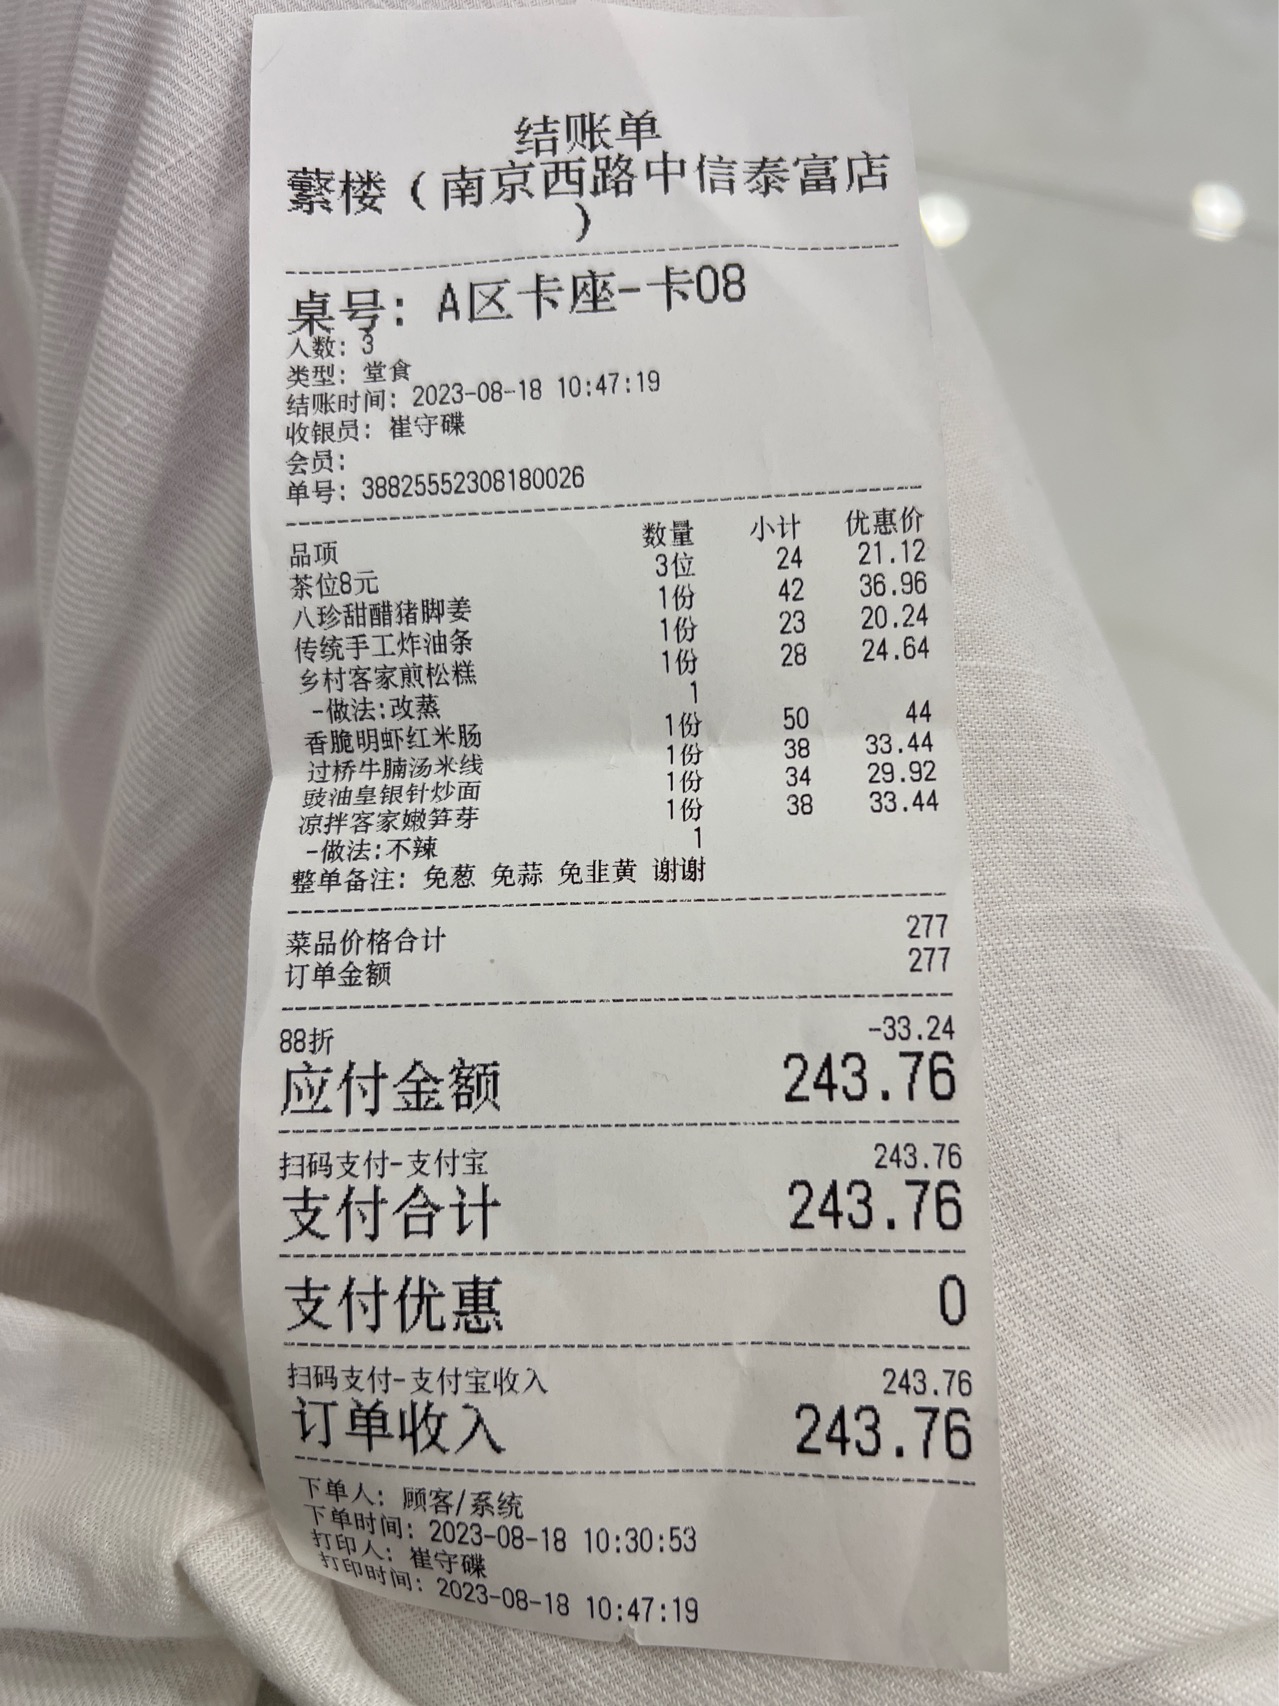 结账单
蘩楼（南京西路中信泰富店
）
桌号：A区卡座-卡08
人数：3
类型：堂食
结账时间：2023-08-18 10:47:19
收银员：崔守碟
会员：
单号：38825552308180026
品项 数量 小计 优惠价
茶位8元 3位 24 21.12
八珍甜醋猪脚姜 1份 42 36.96
传统手工炸油条 1份 23 20.24
乡村客家煎松糕 1份 28 24.64
-做法:改蒸 1
香脆明虾红米肠 1份 50 44
过桥牛腩汤米线 1份 38 33.44
豉油皇银针炒面 1份 34 29.92
凉拌客家嫩笋芽 1份 38 33.44
-做法:不辣 1
整单备注：免葱 免蒜 免韭黄 谢谢
菜品价格合计 277
订单金额 277
88折 -33.24
应付金额 243.76
扫码支付-支付宝 243.76
支付合计 243.76
支付优惠 0
扫码支付-支付宝收入 243.76
订单收入 243.76
下单人：顾客/系统
下单时间：2023-08-18 10:30:53
打印人：崔守碟
打印时间：2023-08-18 10:47:19